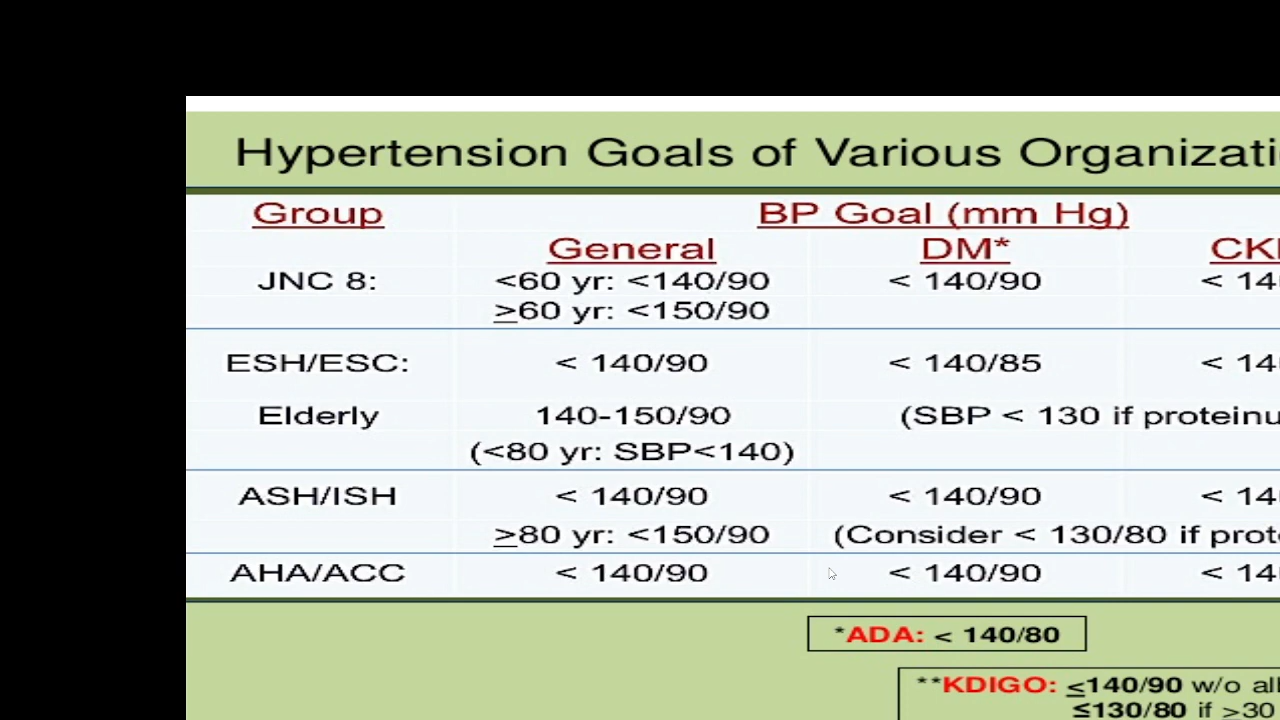 Hypertension Goals of Various Organizati
Group BP Goal (mm Hg)
General DM* CK
JNC 8: <60 yr: <140/90 < 140/90 < 14
≥60 yr: <150/90
ESH/ESC: < 140/90 < 140/85 < 14
Elderly 140-150/90 (SBP < 130 if proteinu
(<80 yr: SBP<140)
ASH/ISH < 140/90 < 140/90 < 14
≥80 yr: <150/90 (Consider < 130/80 if prot
AHA/ACC < 140/90 < 140/90 < 14
*ADA: < 140/80
**KDIGO: ≤140/90 w/o al
≤130/80 if >30